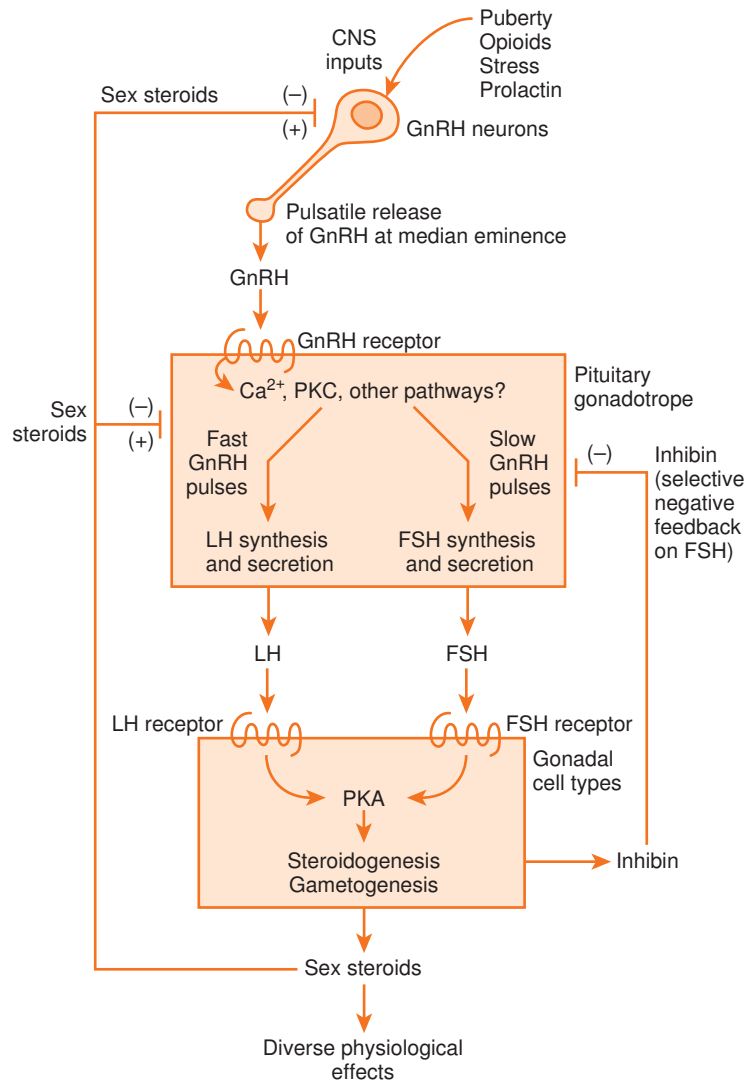 Puberty
Opioids
Stress
Prolactin
CNS
inputs
Sex steroids
(–)
(+)
GnRH neurons
Pulsatile release
of GnRH at median eminence
GnRH
GnRH receptor
Ca²⁺, PKC, other pathways?
Pituitary
gonadotrope
Sex
steroids
(–)
(+)
Fast
GnRH
pulses
Slow
GnRH
pulses
(–)
Inhibin
(selective
negative
feedback
on FSH)
LH synthesis
and secretion
FSH synthesis
and secretion
LH
FSH
LH receptor
FSH receptor
Gonadal
cell types
PKA
Steroidogenesis
Gametogenesis
Inhibin
Sex steroids
Diverse physiological
effects